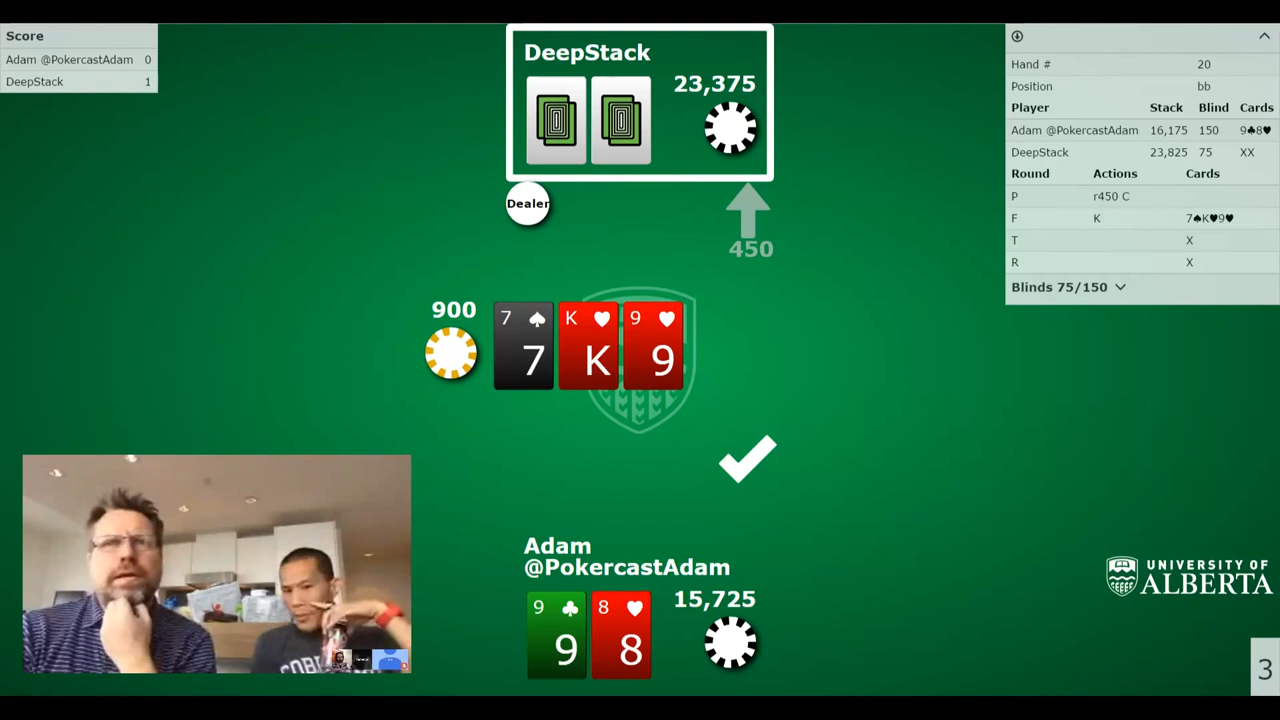 Score
Adam @PokercastAdam 0
DeepStack 1
DeepStack
23,375
Dealer
450
900
7 K 9
7 K 9
Adam
@PokercastAdam
15,725
9 8
9 8
Hand # 20
Position bb
Player Stack Blind Cards
Adam @PokercastAdam 16,175 150 9♣8♥
DeepStack 23,825 75 XX
Round Actions Cards
P r450 C
F K 7♠K♥9♥
T X
R X
Blinds 75/150
UNIVERSITY OF
ALBERTA
3